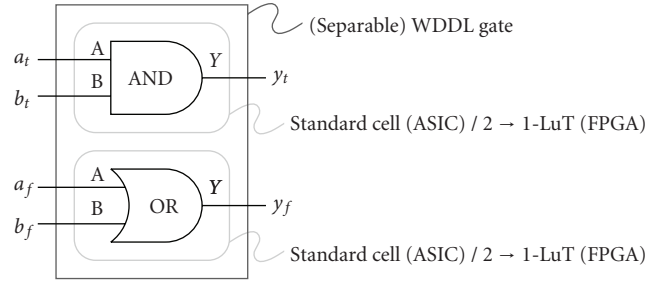 (Separable) WDDL gate
a_t A Y
AND y_t
b_t B
Standard cell (ASIC) / 2 → 1-LuT (FPGA)
a_f A Y
OR y_f
b_f B
Standard cell (ASIC) / 2 → 1-LuT (FPGA)